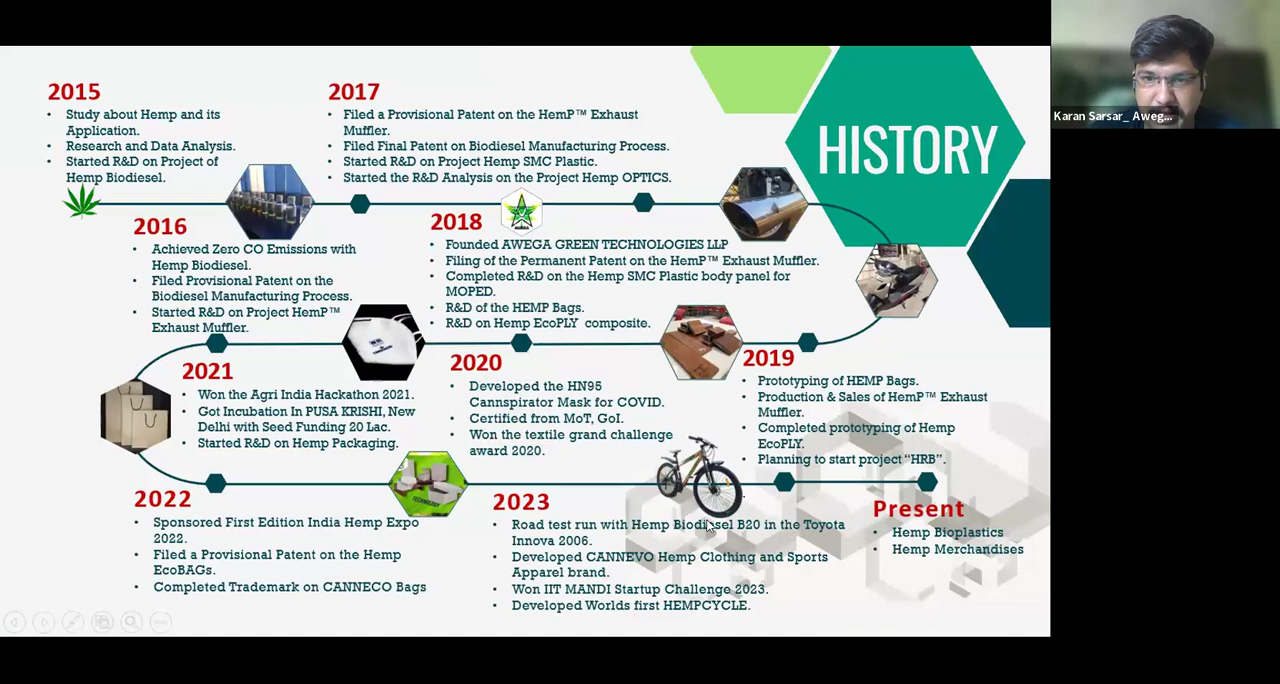 HISTORY
2015
• Study about Hemp and its
Application.
• Research and Data Analysis.
• Started R&D on Project of
Hemp Biodiesel.
2017
• Filed a Provisional Patent on the HemP™ Exhaust
Muffler.
• Filed Final Patent on Biodiesel Manufacturing Process.
• Started R&D on Project Hemp SMC Plastic.
• Started the R&D Analysis on the Project Hemp OPTICS.
2016
• Achieved Zero CO Emissions with
Hemp Biodiesel.
• Filed Provisional Patent on the
Biodiesel Manufacturing Process.
• Started R&D on Project HemP™
Exhaust Muffler.
2018
• Founded AWEGA GREEN TECHNOLOGIES LLP
• Filing of the Permanent Patent on the HemP™ Exhaust Muffler.
• Completed R&D on the Hemp SMC Plastic body panel for
MOPED.
• R&D of the HEMP Bags.
• R&D on Hemp EcoPLY composite.
2019
• Prototyping of HEMP Bags.
• Production & Sales of HemP™ Exhaust
Muffler.
• Completed prototyping of Hemp
EcoPLY.
• Planning to start project “HRB”.
2020
• Developed the HN95
Cannspirator Mask for COVID.
• Certified from MoT, GoI.
• Won the textile grand challenge
award 2020.
2021
• Won the Agri India Hackathon 2021.
• Got Incubation In PUSA KRISHI, New
Delhi with Seed Funding 20 Lac.
• Started R&D on Hemp Packaging.
2022
• Sponsored First Edition India Hemp Expo
2022.
• Filed a Provisional Patent on the Hemp
EcoBAGs.
• Completed Trademark on CANNECO Bags
TECHNOLOGY
2023
• Road test run with Hemp Biodiesel B20 in the Toyota
Innova 2006.
• Developed CANNEVO Hemp Clothing and Sports
Apparel brand.
• Won IIT MANDI Startup Challenge 2023.
• Developed Worlds first HEMPCYCLE.
Present
• Hemp Bioplastics
• Hemp Merchandises
Karan Sarsar_ Aweg...